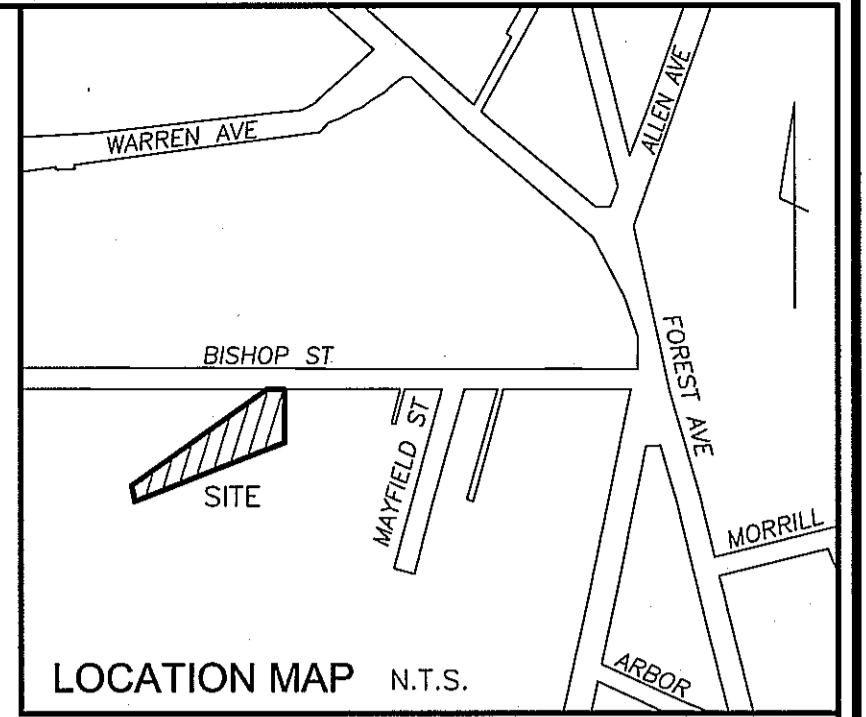 WARREN AVE
ALLEN AVE
BISHOP ST
FOREST AVE
MAYFIELD ST
SITE
MORRILL
ARBOR
LOCATION MAP N.T.S.